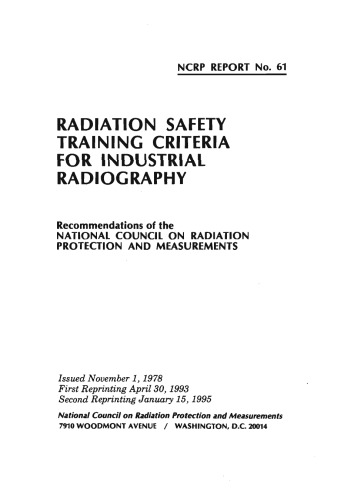 NCRP REPORT No. 61
RADIATION SAFETY
TRAINING CRITERIA
FOR INDUSTRIAL
RADIOGRAPHY
Recommendations of the
NATIONAL COUNCIL ON RADIATION
PROTECTION AND MEASUREMENTS
Issued November 1, 1978
First Reprinting April 30, 1993
Second Reprinting January 15, 1995
National Council on Radiation Protection and Measurements
7910 WOODMONT AVENUE / WASHINGTON, D.C. 20014